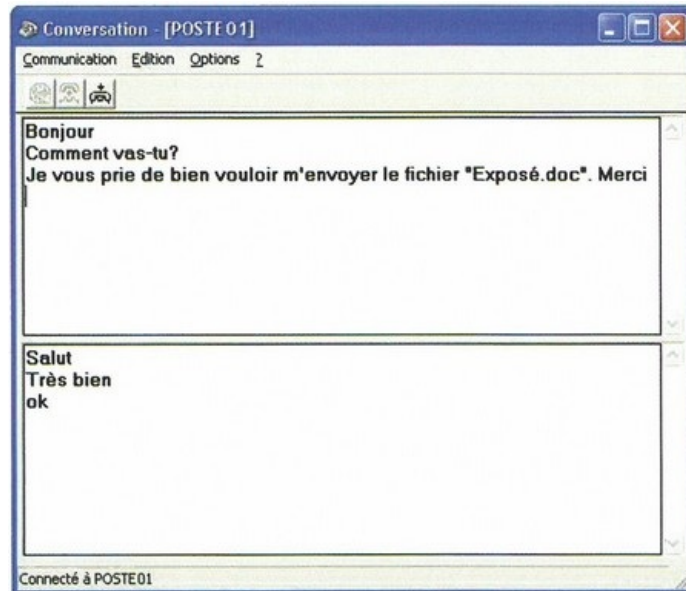 Conversation - [POSTE01]
Communication Edition Options ?
Bonjour
Comment vas-tu?
Je vous prie de bien vouloir m'envoyer le fichier "Exposé.doc". Merci
Salut
Très bien
ok
Connecté à POSTE01